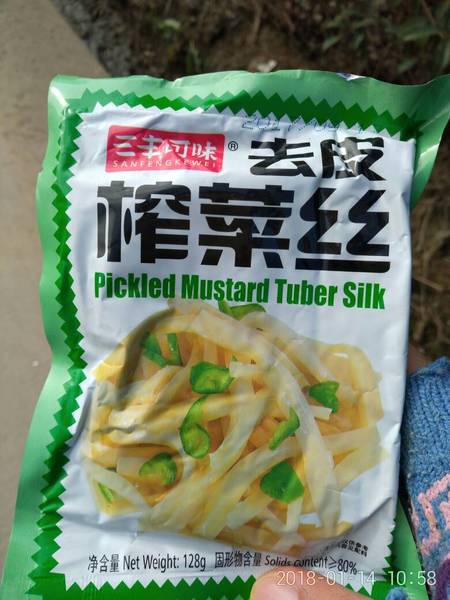 三丰可味®
SANFENGKEWEI
去皮
榨菜丝
Pickled Mustard Tuber Silk
净含量 Net Weight: 128g 固形物含量 Solids content≥80%
2018-01-14 10:58